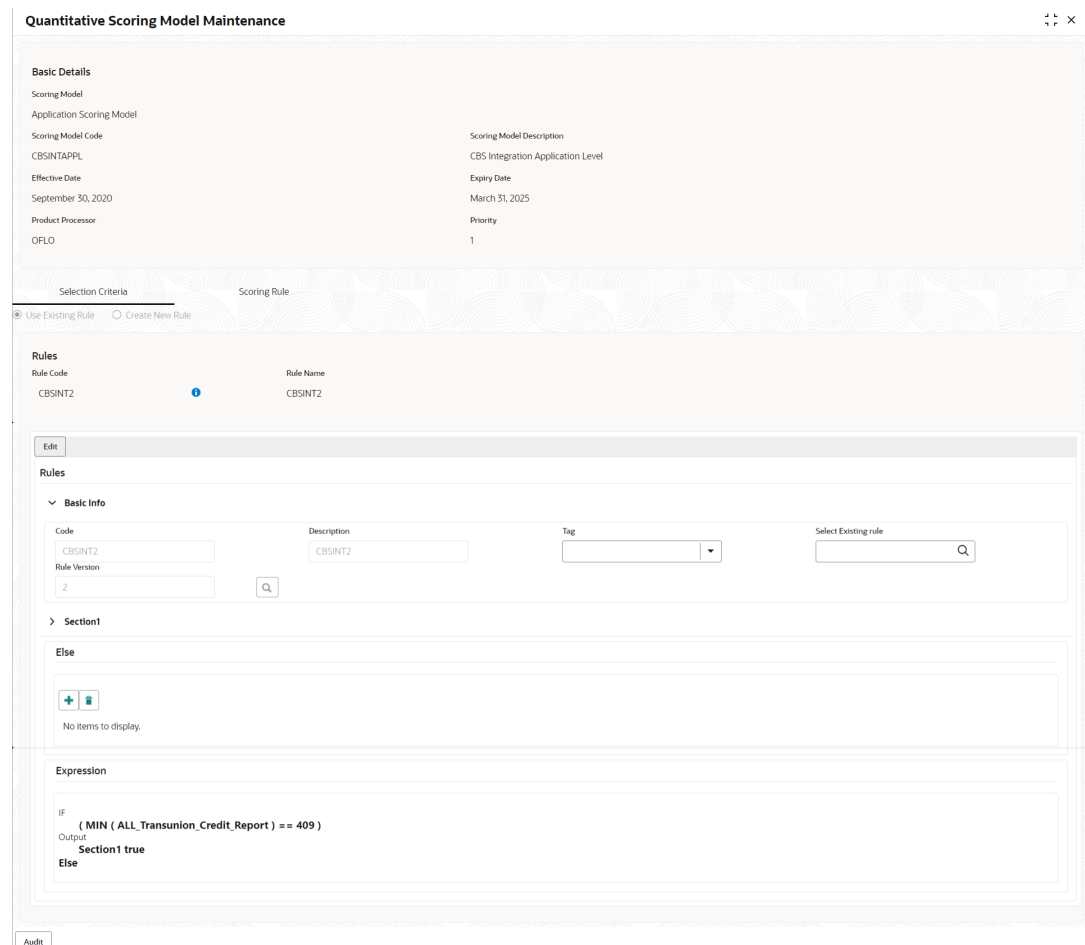 Quantitative Scoring Model Maintenance
Basic Details
Scoring Model
Application Scoring Model
Scoring Model Code
Scoring Model Description
CBSINTAPPL
CBS Integration Application Level
Effective Date
Expiry Date
September 30, 2020
March 31, 2025
Product Processor
Priority
OFLO
1
Selection Criteria
Scoring Rule
Use Existing Rule
Create New Rule
Rules
Rule Code
Rule Name
CBSINT2
CBSINT2
Edit
Rules
Basic Info
Code
Description
Tag
Select Existing rule
CBSINT2
CBSINT2
Rule Version
2
Section1
Else
No items to display.
Expression
IF
( MIN ( ALL_Transunion_Credit_Report ) == 409 )
Output
Section1 true
Else
Audit